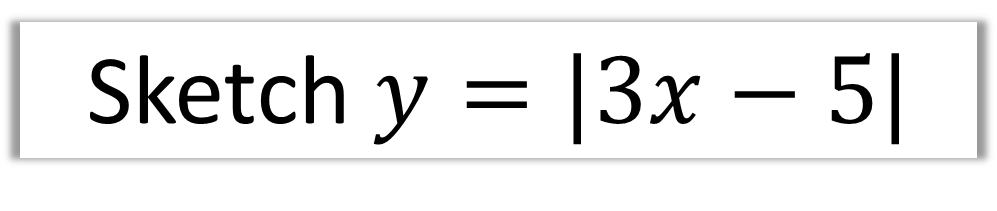 Sketch 𝑦 = |3𝑥 − 5|